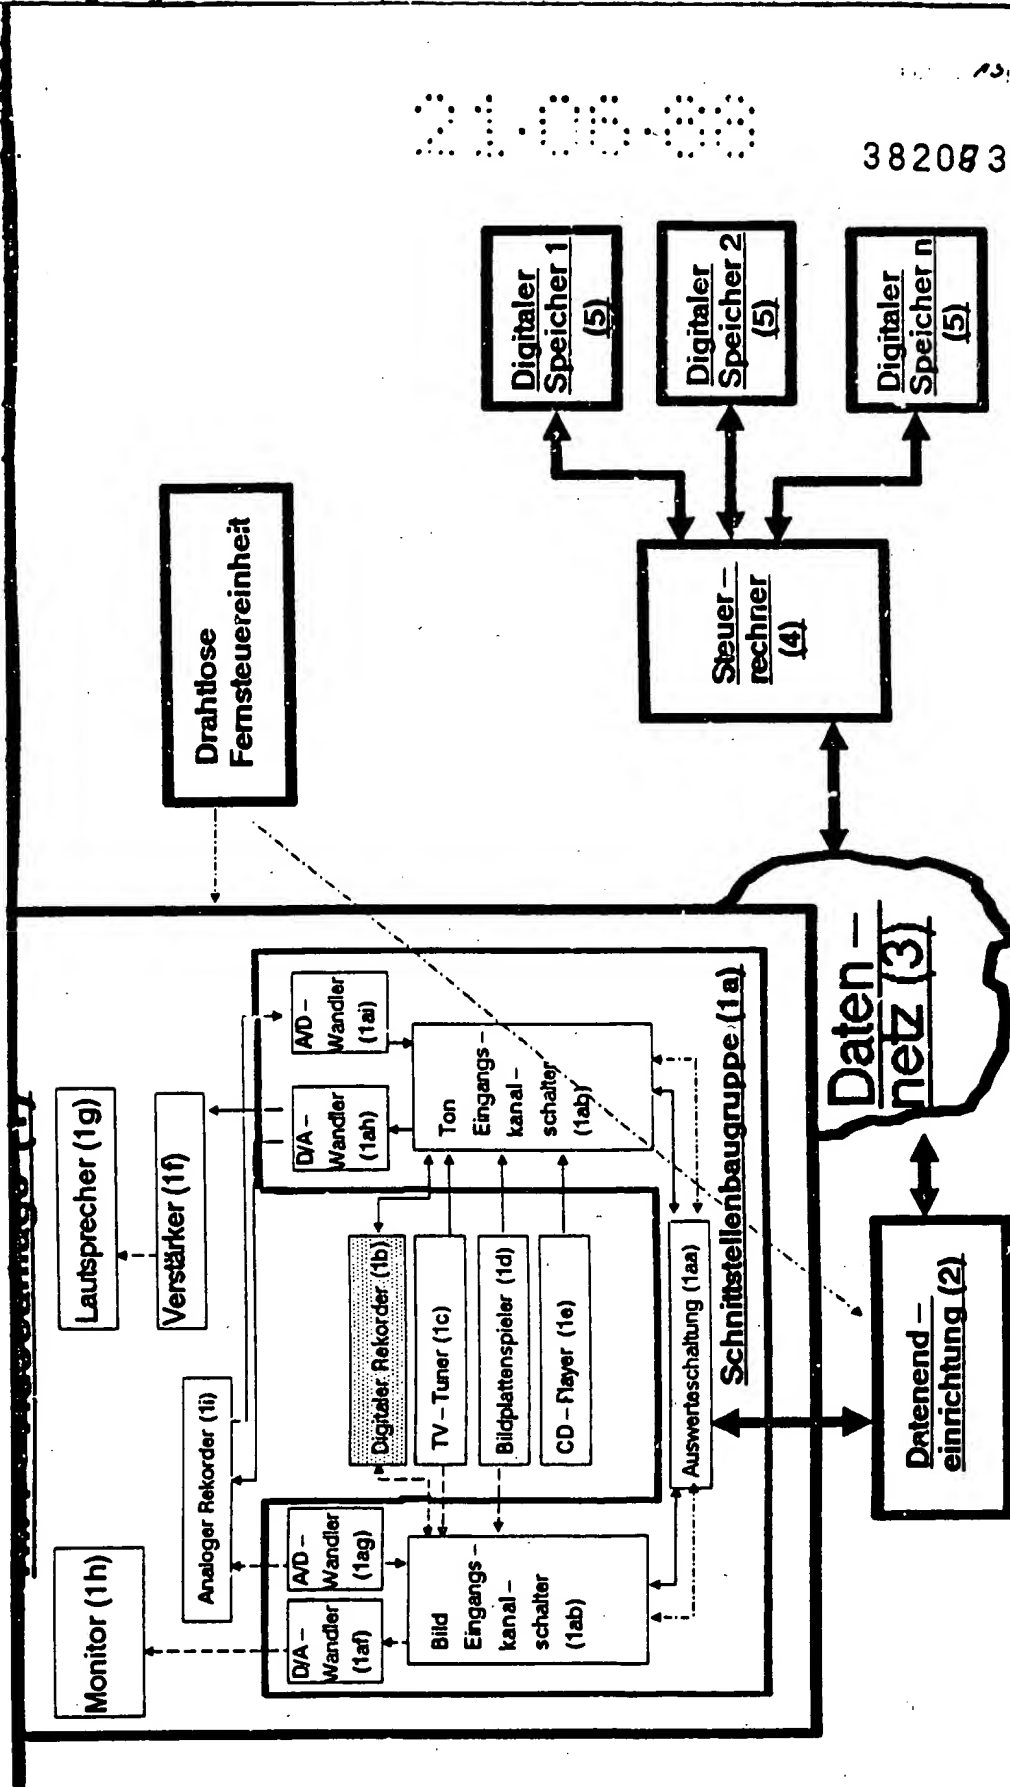 21·06·88
382083
Digitaler
Speicher 1
(5)
Digitaler
Speicher 2
(5)
Digitaler
Speicher n
(5)
Drahtlose
Fernsteuereinheit
Steuer–
rechner
(4)
Daten–
netz (3)
Datenend–
einrichtung (2)
Lautsprecher (1g)
Verstärker (1f)
Monitor (1h)
Analoger Rekorder (1i)
A/D–
Wandler
(1ai)
D/A–
Wandler
(1ah)
Ton
Eingangs–
kanal–
schalter
(1ab)
Digitaler Rekorder (1b)
TV–Tuner (1c)
Bildplattenspieler (1d)
CD–Player (1e)
Auswerteschaltung (1aa)
Schnittstellenbaugruppe (1a)
A/D–
Wandler
(1ag)
D/A–
Wandler
(1af)
Bild
Eingangs–
kanal–
schalter
(1ab)